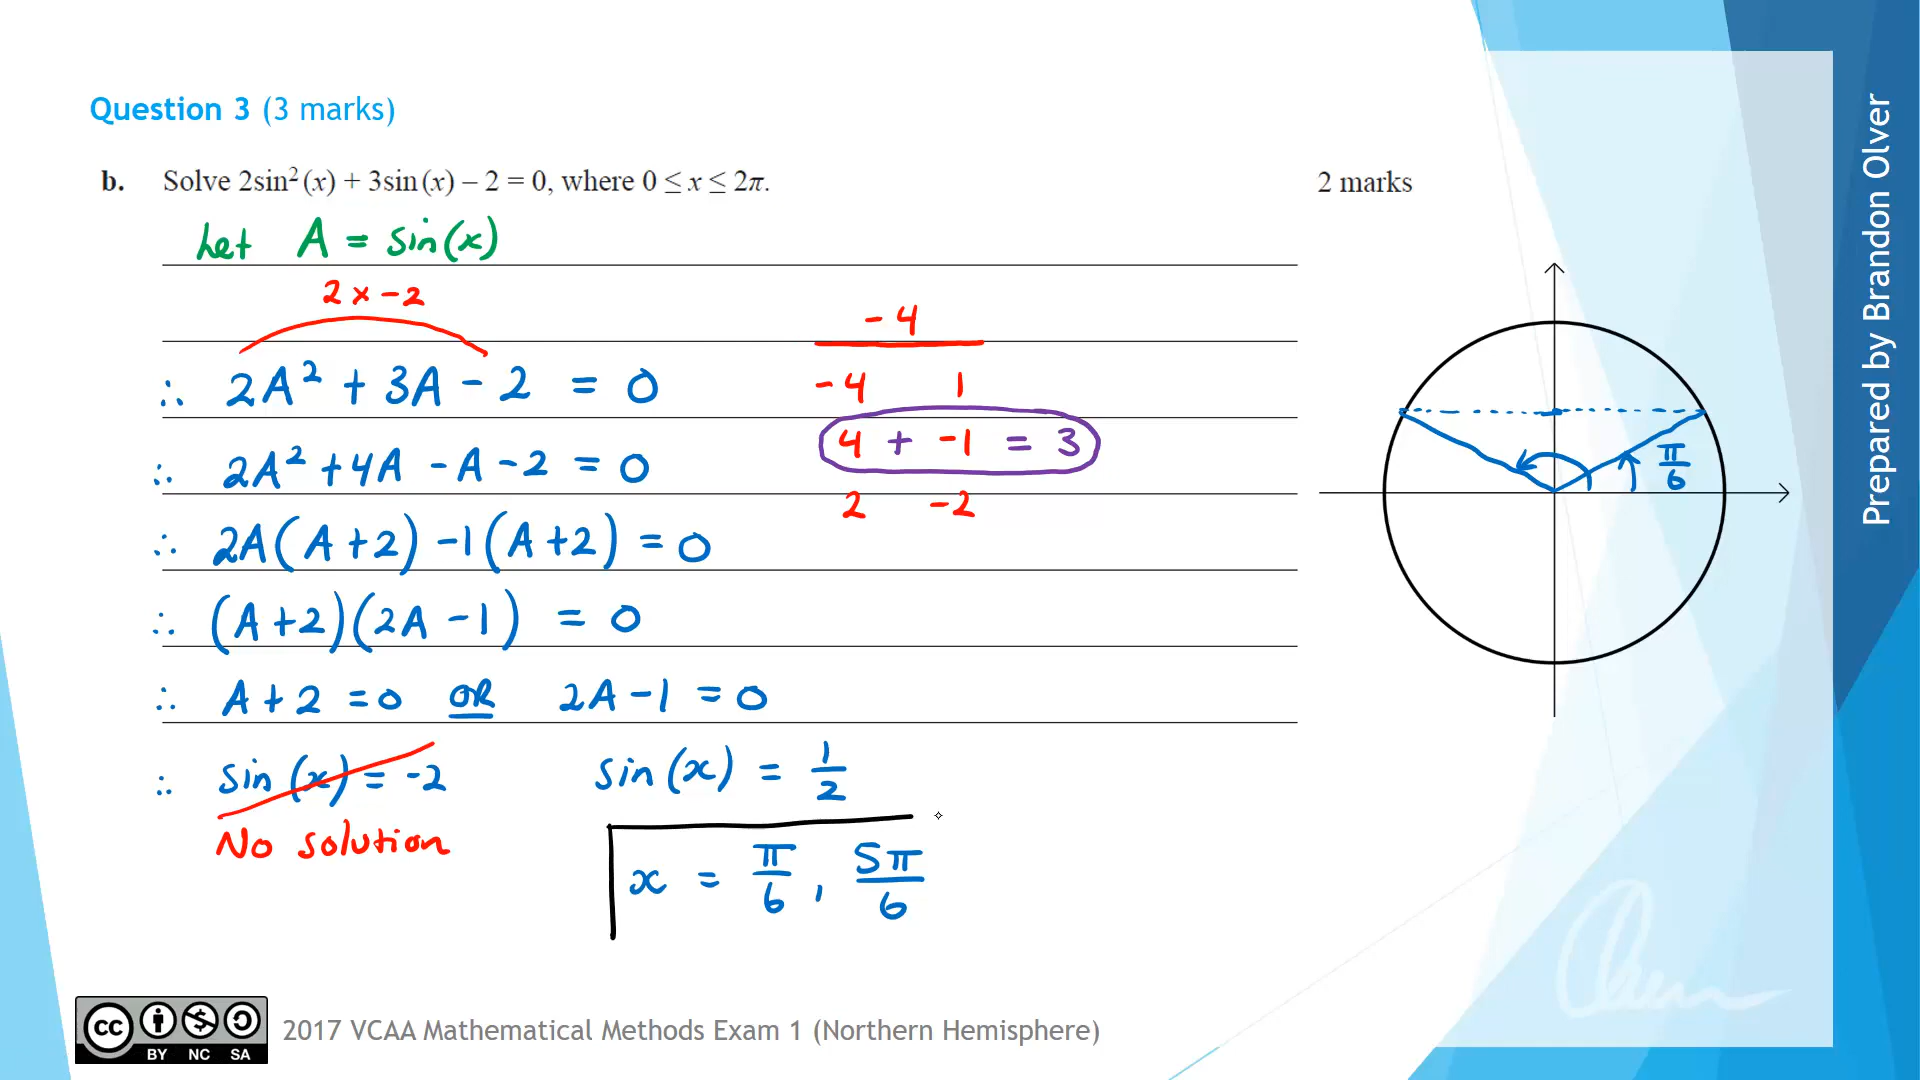 Question 3 (3 marks)
b. Solve 2sin²(x) + 3sin(x) – 2 = 0, where 0 ≤ x ≤ 2π. 2 marks
Let A = sin(x)
2 × -2
-4
∴ 2A² + 3A - 2 = 0
-4 1
4 + -1 = 3
∴ 2A² + 4A - A - 2 = 0
2 -2
∴ 2A(A+2) -1(A+2) = 0
∴ (A+2)(2A-1) = 0
∴ A+2 = 0 OR 2A-1 = 0
∴ sin(x) = -2 sin(x) = 1/2
No solution
x = π/6, 5π/6
π/6
Prepared by Brandon Olver
cc BY NC SA
2017 VCAA Mathematical Methods Exam 1 (Northern Hemisphere)